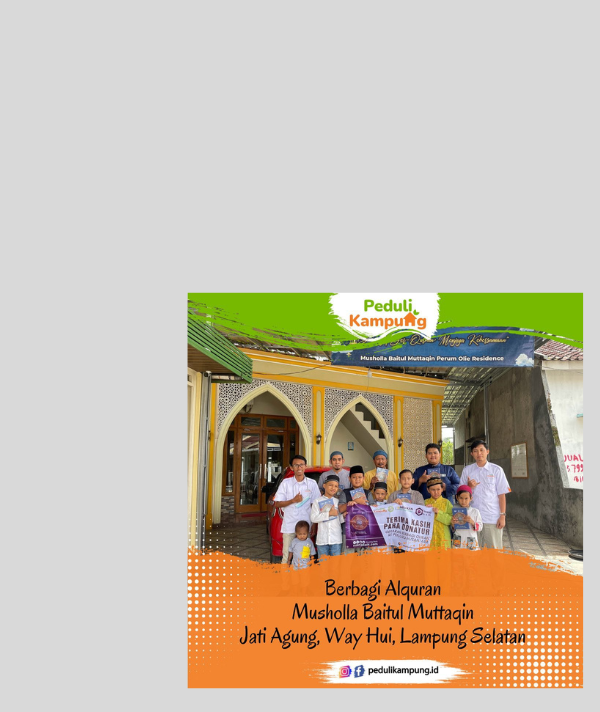 Peduli
Kampung
Musholla Baitul Muttaqin Perum Olie Residence
JUAL
TERIMA KASIH
PARA DONATUR
Berbagi Alquran
Musholla Baitul Muttaqin
Jati Agung, Way Hui, Lampung Selatan
pedulikampung.id